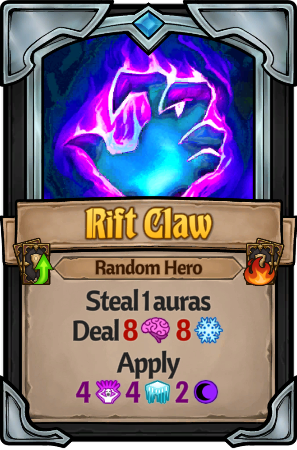 Rift Claw
Random Hero
Steal 1 auras
Deal 8 8
Apply
4 4 2